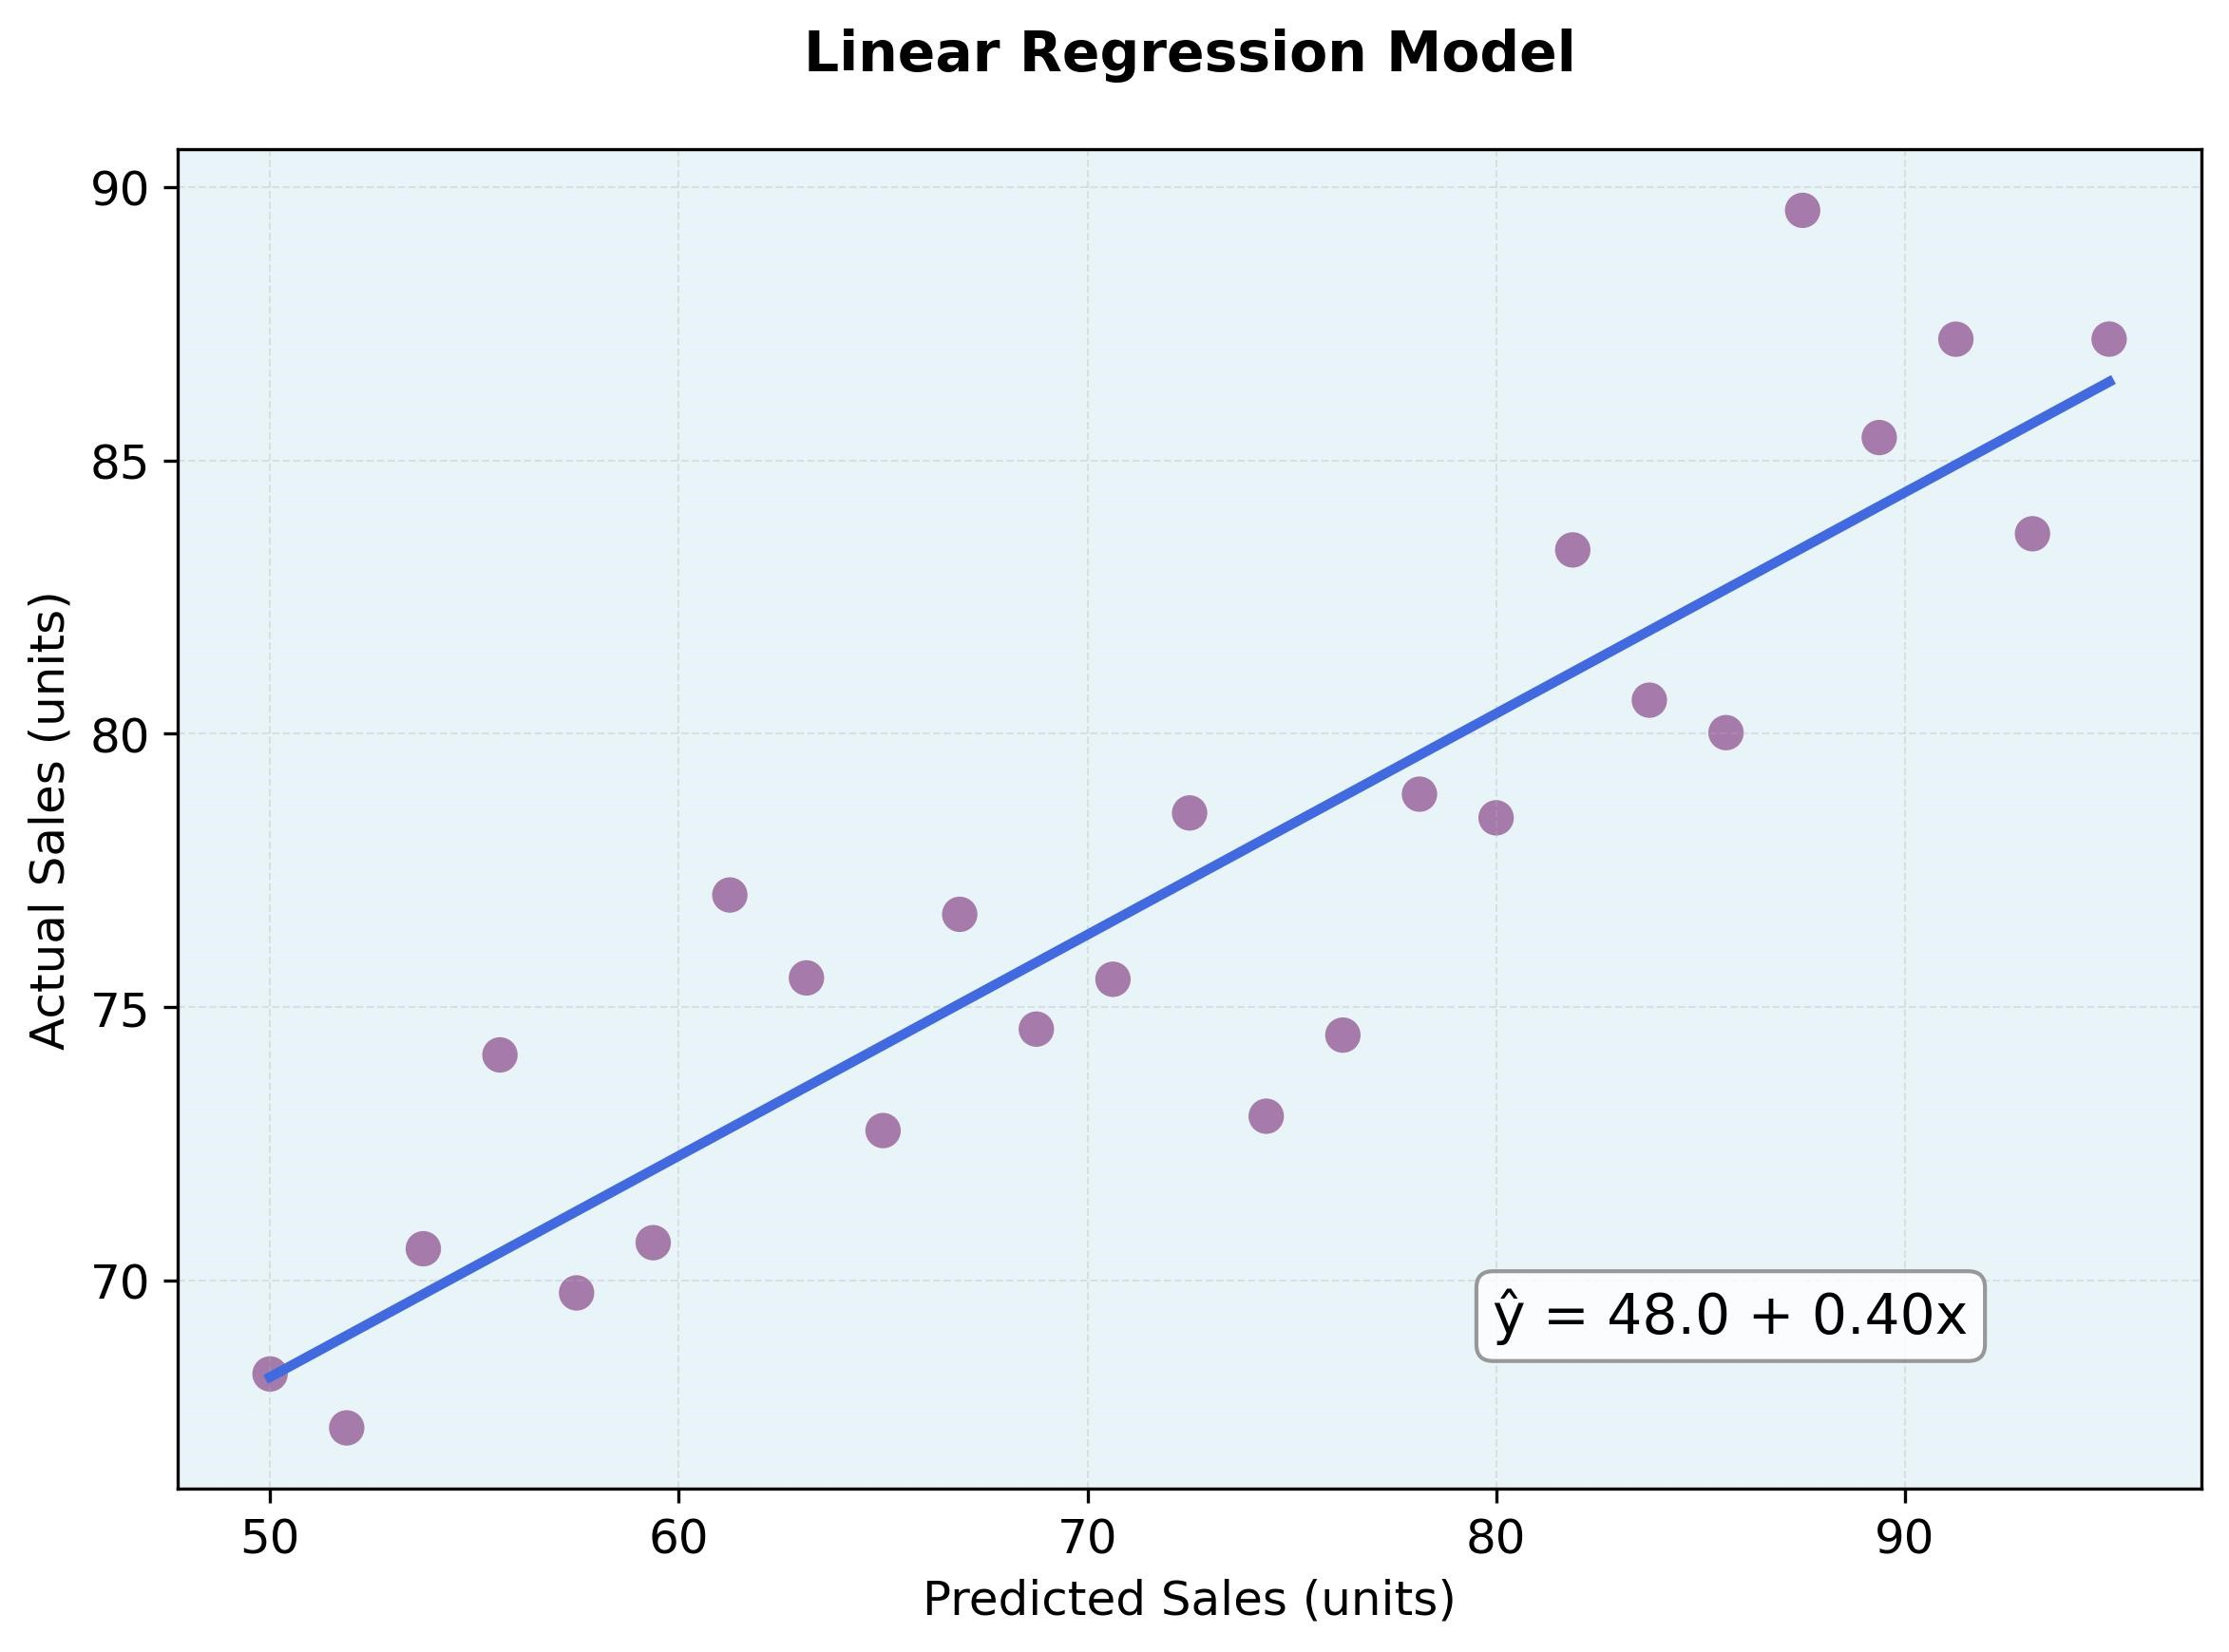 Linear Regression Model
90
85
80
75
70
Actual Sales (units)
ŷ = 48.0 + 0.40x
50 60 70 80 90
Predicted Sales (units)